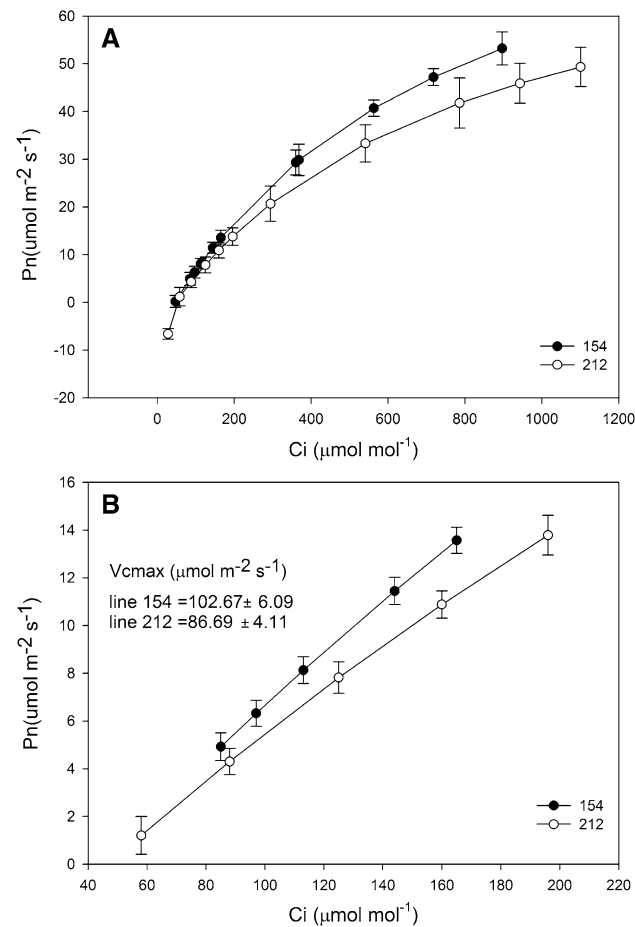 A
60
50
40
30
20
10
0
-10
-20
Pn(umol m-2 s-1)
154
212
0 200 400 600 800 1000 1200
Ci (μmol mol-1)
B
16
14
12
10
8
6
4
2
0
Pn(umol m-2 s-1)
Vcmax (μmol m-2 s-1)
line 154 =102.67± 6.09
line 212 =86.69 ±4.11
154
212
40 60 80 100 120 140 160 180 200 220
Ci (μmol mol-1)